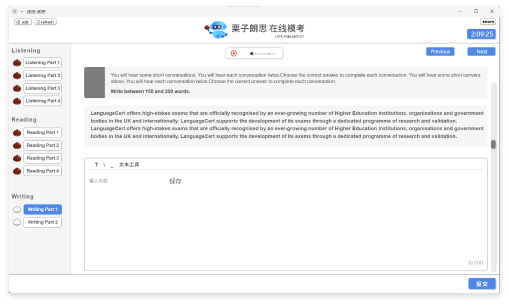 exit
refresh
栗子朗思 在线模考
LANGUAGECERT
zoom
2:09:25
Previous
Next
Listening
Listening Part 1
Listening Part 2
Listening Part 3
Listening Part 4
Reading
Reading Part 1
Reading Part 2
Reading Part 3
Reading Part 4
Writing
Writing Part 1
Writing Part 2
You will hear some short conversations. You will hear each conversation twice.Choose the correct answer to complete each conversation. You will hear some short convers
ations. You will hear each conversation twice.Choose the correct answer to complete each conversation.
Write between 150 and 200 words.
LanguageCert offers high-stakes exams that are officially recognised by an ever-growing number of Higher Education Institutions, organisations and government
bodies in the UK and internationally. LanguageCert supports the development of its exams through a dedicated programme of research and validation.
LanguageCert offers high-stakes exams that are officially recognised by an ever-growing number of Higher Education Institutions, organisations and government
bodies in the UK and internationally. LanguageCert supports the development of its exams through a dedicated programme of research and validation.
T \ _ 文本工具
输入内容
保存
0/200
提交